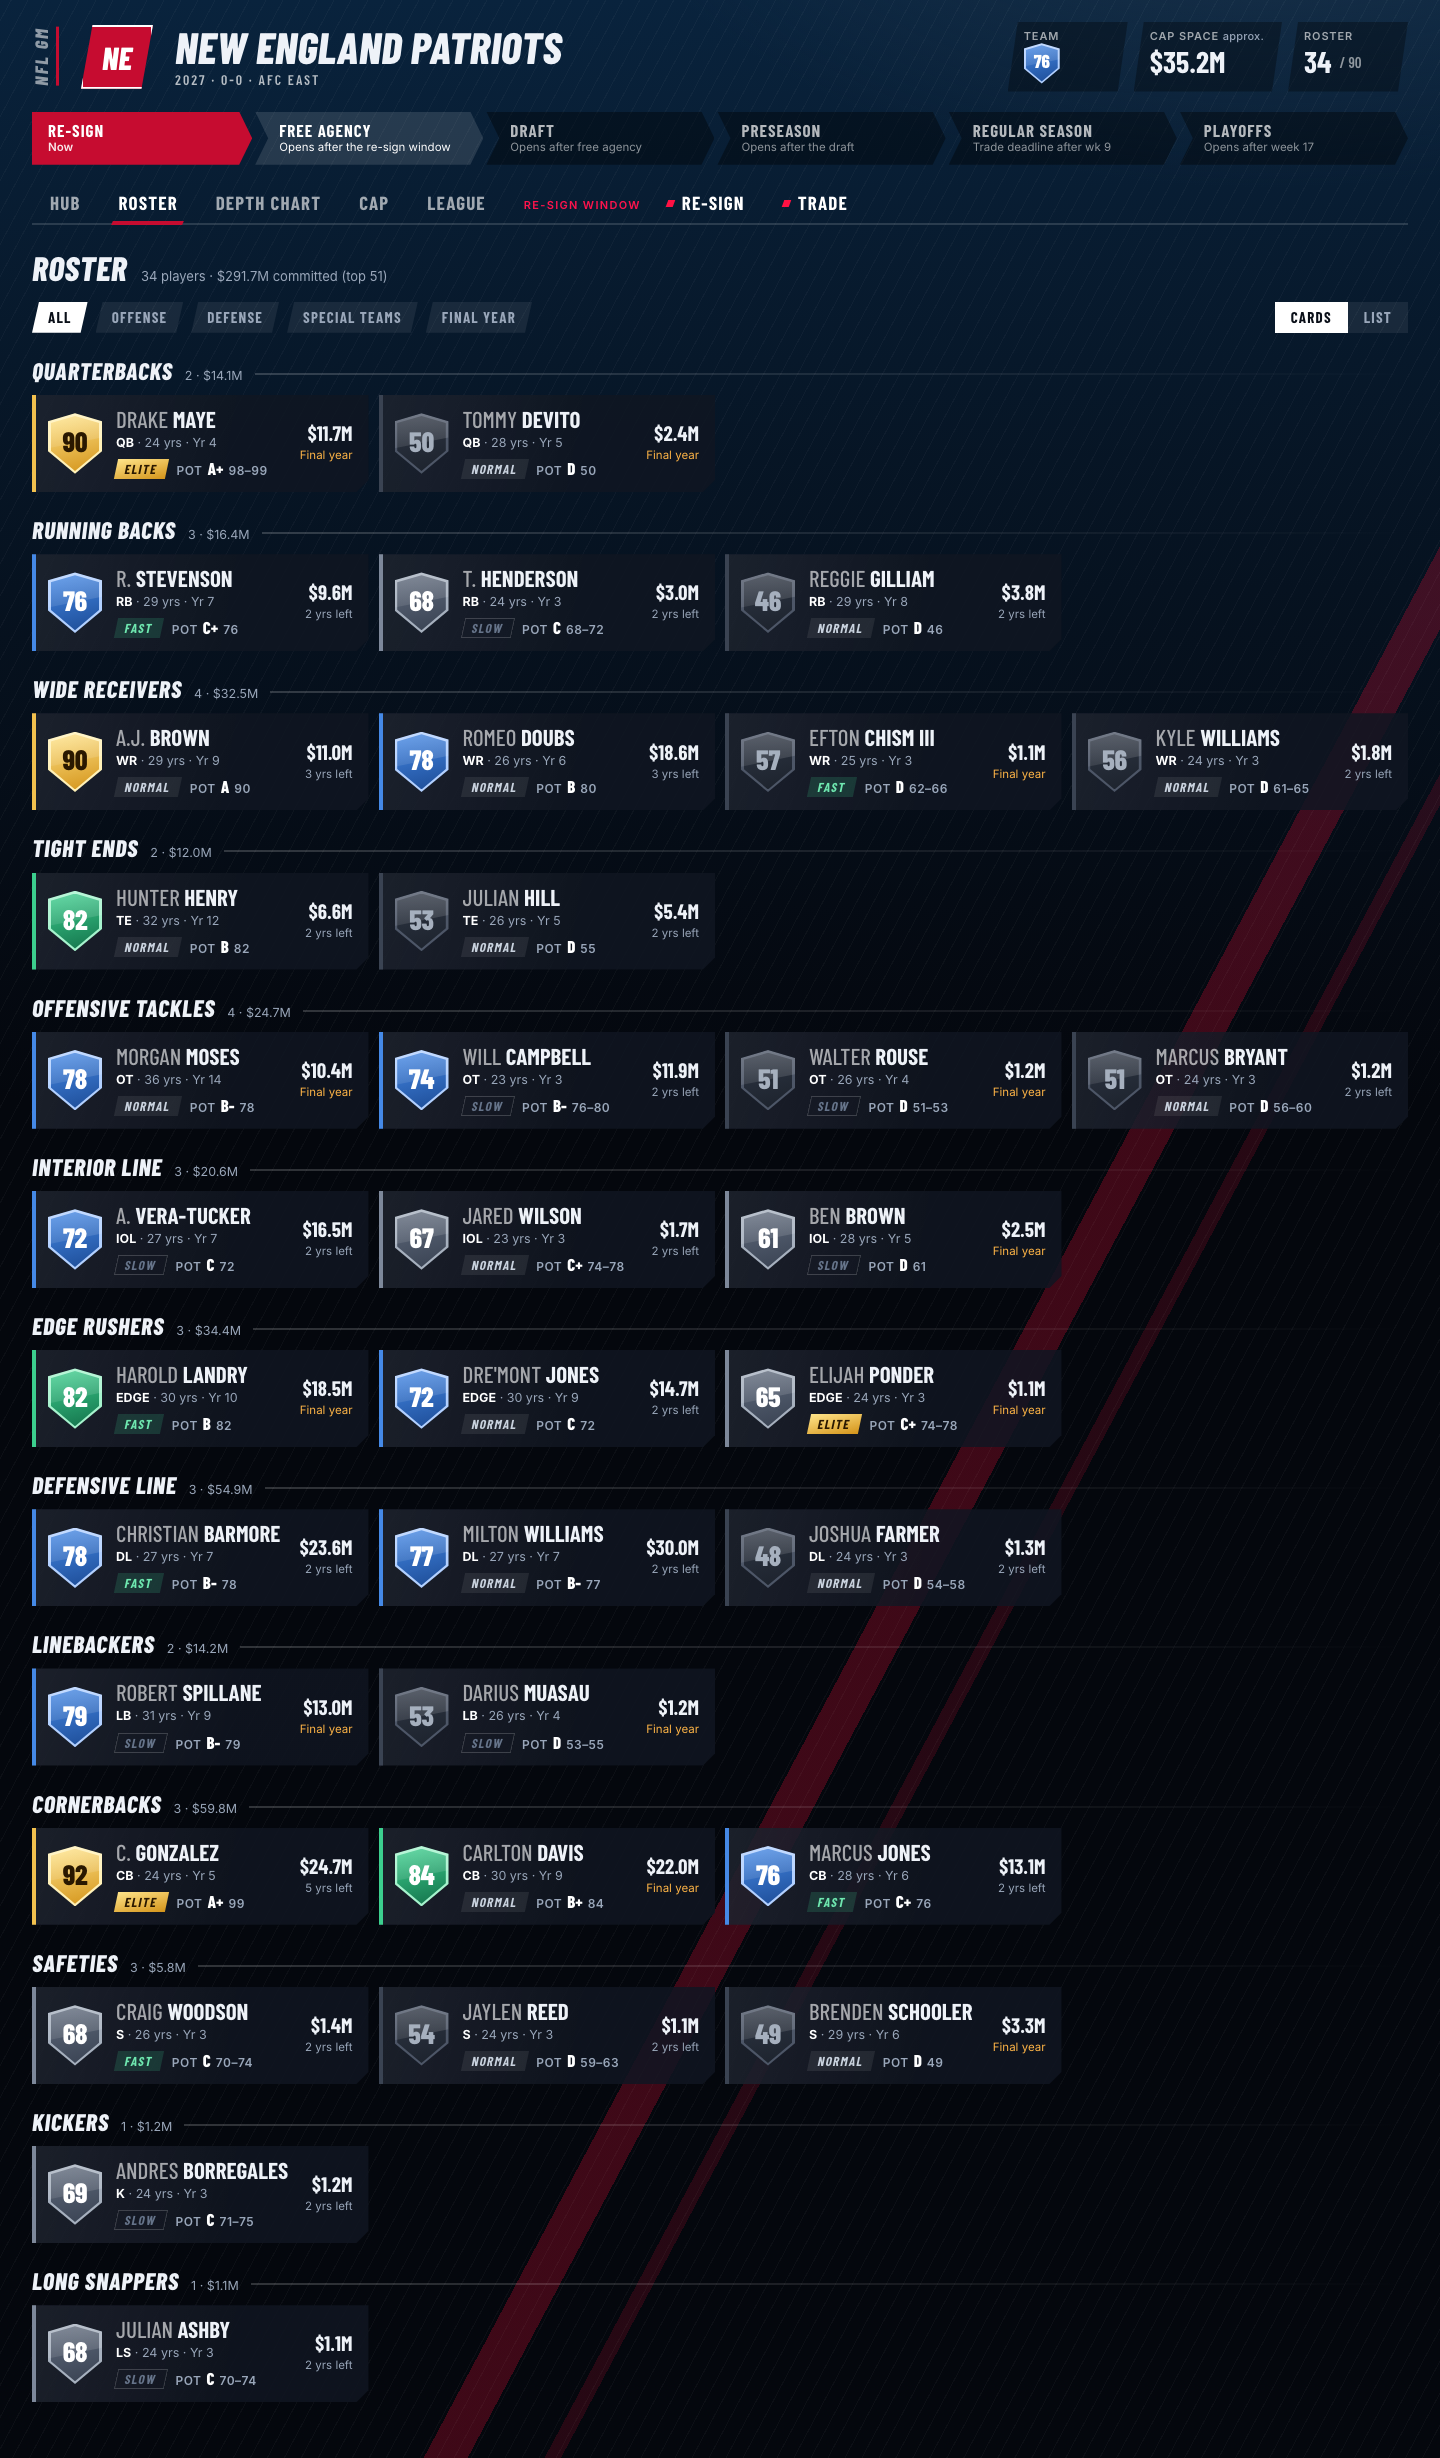 NFL GM
NE
NEW ENGLAND PATRIOTS
2027 · 0-0 · AFC EAST
TEAM
76
CAP SPACE approx.
$35.2M
ROSTER
34 / 90
RE-SIGN
Now
FREE AGENCY
Opens after the re-sign window
DRAFT
Opens after free agency
PRESEASON
Opens after the draft
REGULAR SEASON
Trade deadline after wk 9
PLAYOFFS
Opens after week 17
HUB ROSTER DEPTH CHART CAP LEAGUE RE-SIGN WINDOW RE-SIGN TRADE
ROSTER 34 players · $291.7M committed (top 51)
ALL OFFENSE DEFENSE SPECIAL TEAMS FINAL YEAR CARDS LIST
QUARTERBACKS 2 · $14.1M
90
DRAKE MAYE
QB · 24 yrs · Yr 4
ELITE POT A+ 98–99
$11.7M
Final year
50
TOMMY DEVITO
QB · 28 yrs · Yr 5
NORMAL POT D 50
$2.4M
Final year
RUNNING BACKS 3 · $16.4M
76
R. STEVENSON
RB · 29 yrs · Yr 7
FAST POT C+ 76
$9.6M
2 yrs left
68
T. HENDERSON
RB · 24 yrs · Yr 3
SLOW POT C 68–72
$3.0M
2 yrs left
46
REGGIE GILLIAM
RB · 29 yrs · Yr 8
NORMAL POT D 46
$3.8M
2 yrs left
WIDE RECEIVERS 4 · $32.5M
90
A.J. BROWN
WR · 29 yrs · Yr 9
NORMAL POT A 90
$11.0M
3 yrs left
78
ROMEO DOUBS
WR · 26 yrs · Yr 6
NORMAL POT B 80
$18.6M
3 yrs left
57
EFTON CHISM III
WR · 25 yrs · Yr 3
FAST POT D 62–66
$1.1M
Final year
56
KYLE WILLIAMS
WR · 24 yrs · Yr 3
NORMAL POT D 61–65
$1.8M
2 yrs left
TIGHT ENDS 2 · $12.0M
82
HUNTER HENRY
TE · 32 yrs · Yr 12
NORMAL POT B 82
$6.6M
2 yrs left
53
JULIAN HILL
TE · 26 yrs · Yr 5
NORMAL POT D 55
$5.4M
2 yrs left
OFFENSIVE TACKLES 4 · $24.7M
78
MORGAN MOSES
OT · 36 yrs · Yr 14
NORMAL POT B- 78
$10.4M
Final year
74
WILL CAMPBELL
OT · 23 yrs · Yr 3
SLOW POT B- 76–80
$11.9M
2 yrs left
51
WALTER ROUSE
OT · 26 yrs · Yr 4
SLOW POT D 51–53
$1.2M
Final year
51
MARCUS BRYANT
OT · 24 yrs · Yr 3
NORMAL POT D 56–60
$1.2M
2 yrs left
INTERIOR LINE 3 · $20.6M
72
A. VERA-TUCKER
IOL · 27 yrs · Yr 7
SLOW POT C 72
$16.5M
2 yrs left
67
JARED WILSON
IOL · 23 yrs · Yr 3
NORMAL POT C+ 74–78
$1.7M
2 yrs left
61
BEN BROWN
IOL · 28 yrs · Yr 5
SLOW POT D 61
$2.5M
Final year
EDGE RUSHERS 3 · $34.4M
82
HAROLD LANDRY
EDGE · 30 yrs · Yr 10
FAST POT B 82
$18.5M
Final year
72
DRE'MONT JONES
EDGE · 30 yrs · Yr 9
NORMAL POT C 72
$14.7M
2 yrs left
65
ELIJAH PONDER
EDGE · 24 yrs · Yr 3
ELITE POT C+ 74–78
$1.1M
Final year
DEFENSIVE LINE 3 · $54.9M
78
CHRISTIAN BARMORE
DL · 27 yrs · Yr 7
FAST POT B- 78
$23.6M
2 yrs left
77
MILTON WILLIAMS
DL · 27 yrs · Yr 7
NORMAL POT B- 77
$30.0M
2 yrs left
48
JOSHUA FARMER
DL · 24 yrs · Yr 3
NORMAL POT D 54–58
$1.3M
2 yrs left
LINEBACKERS 2 · $14.2M
79
ROBERT SPILLANE
LB · 31 yrs · Yr 9
SLOW POT B- 79
$13.0M
Final year
53
DARIUS MUASAU
LB · 26 yrs · Yr 4
SLOW POT D 53–55
$1.2M
Final year
CORNERBACKS 3 · $59.8M
92
C. GONZALEZ
CB · 24 yrs · Yr 5
ELITE POT A+ 99
$24.7M
5 yrs left
84
CARLTON DAVIS
CB · 30 yrs · Yr 9
NORMAL POT B+ 84
$22.0M
Final year
76
MARCUS JONES
CB · 28 yrs · Yr 6
FAST POT C+ 76
$13.1M
2 yrs left
SAFETIES 3 · $5.8M
68
CRAIG WOODSON
S · 26 yrs · Yr 3
FAST POT C 70–74
$1.4M
2 yrs left
54
JAYLEN REED
S · 24 yrs · Yr 3
NORMAL POT D 59–63
$1.1M
2 yrs left
49
BRENDEN SCHOOLER
S · 29 yrs · Yr 6
NORMAL POT D 49
$3.3M
Final year
KICKERS 1 · $1.2M
69
ANDRES BORREGALES
K · 24 yrs · Yr 3
SLOW POT C 71–75
$1.2M
2 yrs left
LONG SNAPPERS 1 · $1.1M
68
JULIAN ASHBY
LS · 24 yrs · Yr 3
SLOW POT C 70–74
$1.1M
2 yrs left